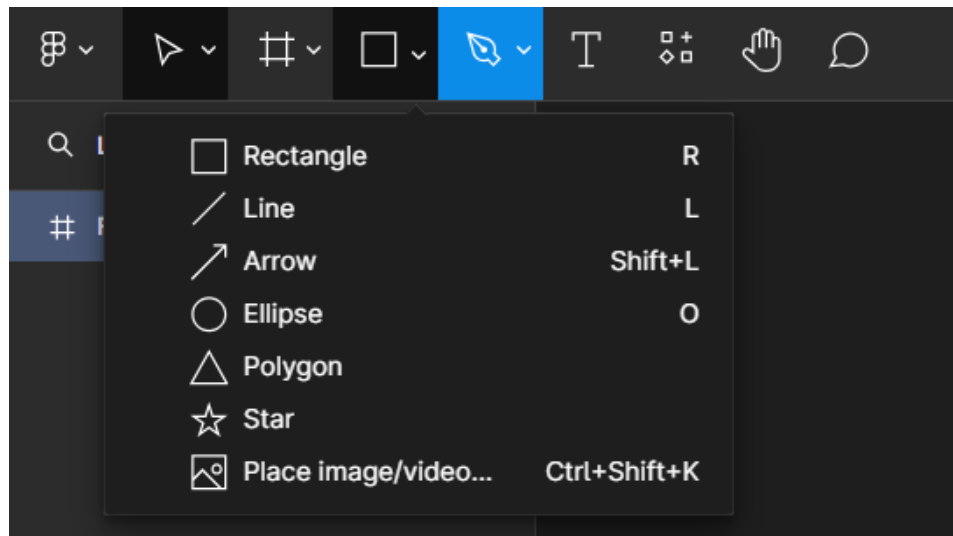 Rectangle R
Line L
Arrow Shift+L
Ellipse O
Polygon
Star
Place image/video... Ctrl+Shift+K